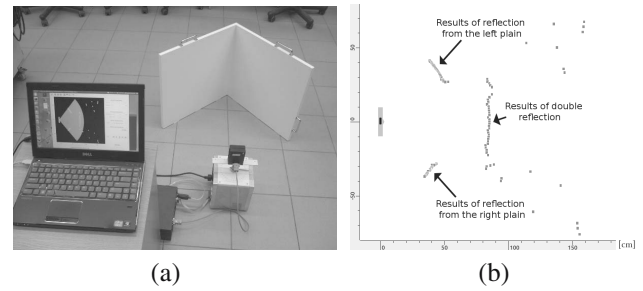 Results of reflection
from the left plain
Results of double
reflection
Results of reflection
from the right plain
50
0
-50
0
50
100
150
[cm]
DELL
(a)
(b)